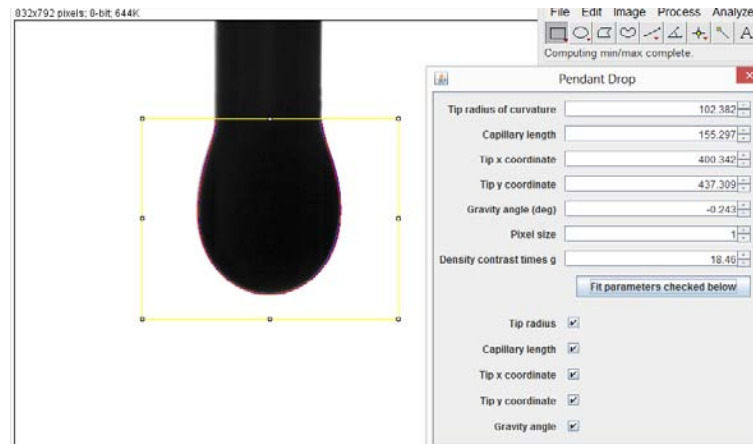 832x792 pixels; 8-bit; 644K
File Edit Image Process Analyze
A
Computing min/max complete.
Pendant Drop
Tip radius of curvature 102.382
Capillary length 155.297
Tip x coordinate 400.342
Tip y coordinate 437.309
Gravity angle (deg) -0.243
Pixel size 1
Density contrast times g 18.46
Fit parameters checked below
Tip radius
Capillary length
Tip x coordinate
Tip y coordinate
Gravity angle